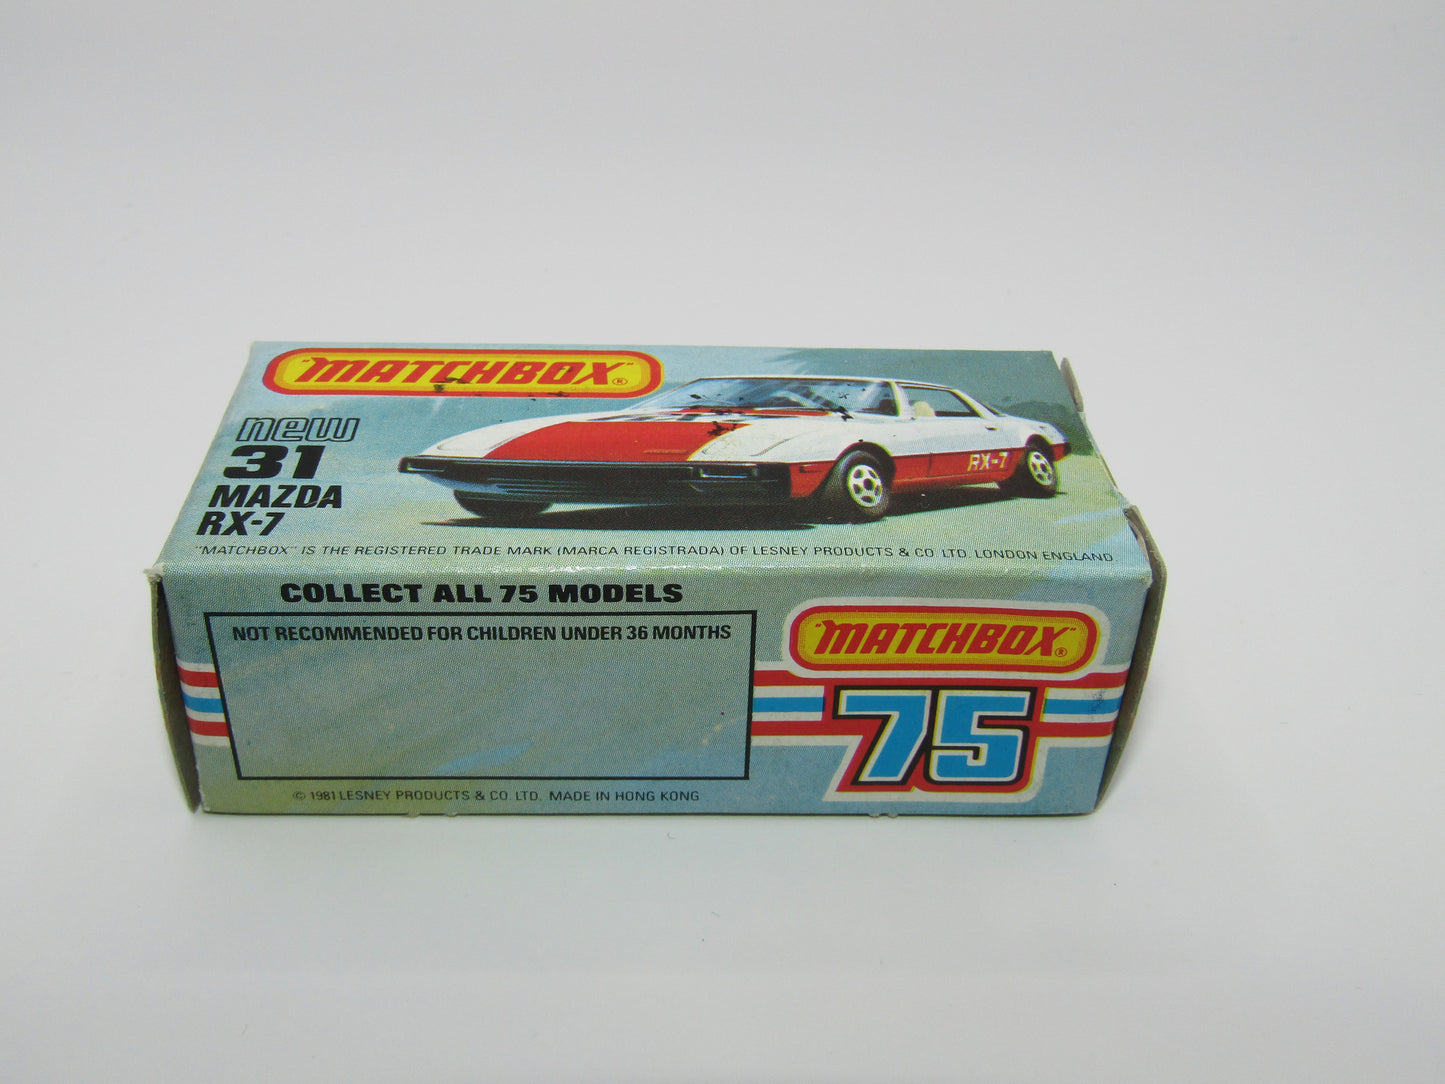 "MATCHBOX"®
new
31
MAZDA
RX-7
RX-7
"MATCHBOX" IS THE REGISTERED TRADE MARK (MARCA REGISTRADA) OF LESNEY PRODUCTS & CO. LTD. LONDON ENGLAND
COLLECT ALL 75 MODELS
NOT RECOMMENDED FOR CHILDREN UNDER 36 MONTHS
"MATCHBOX"®
75
© 1981 LESNEY PRODUCTS & CO. LTD. MADE IN HONG KONG